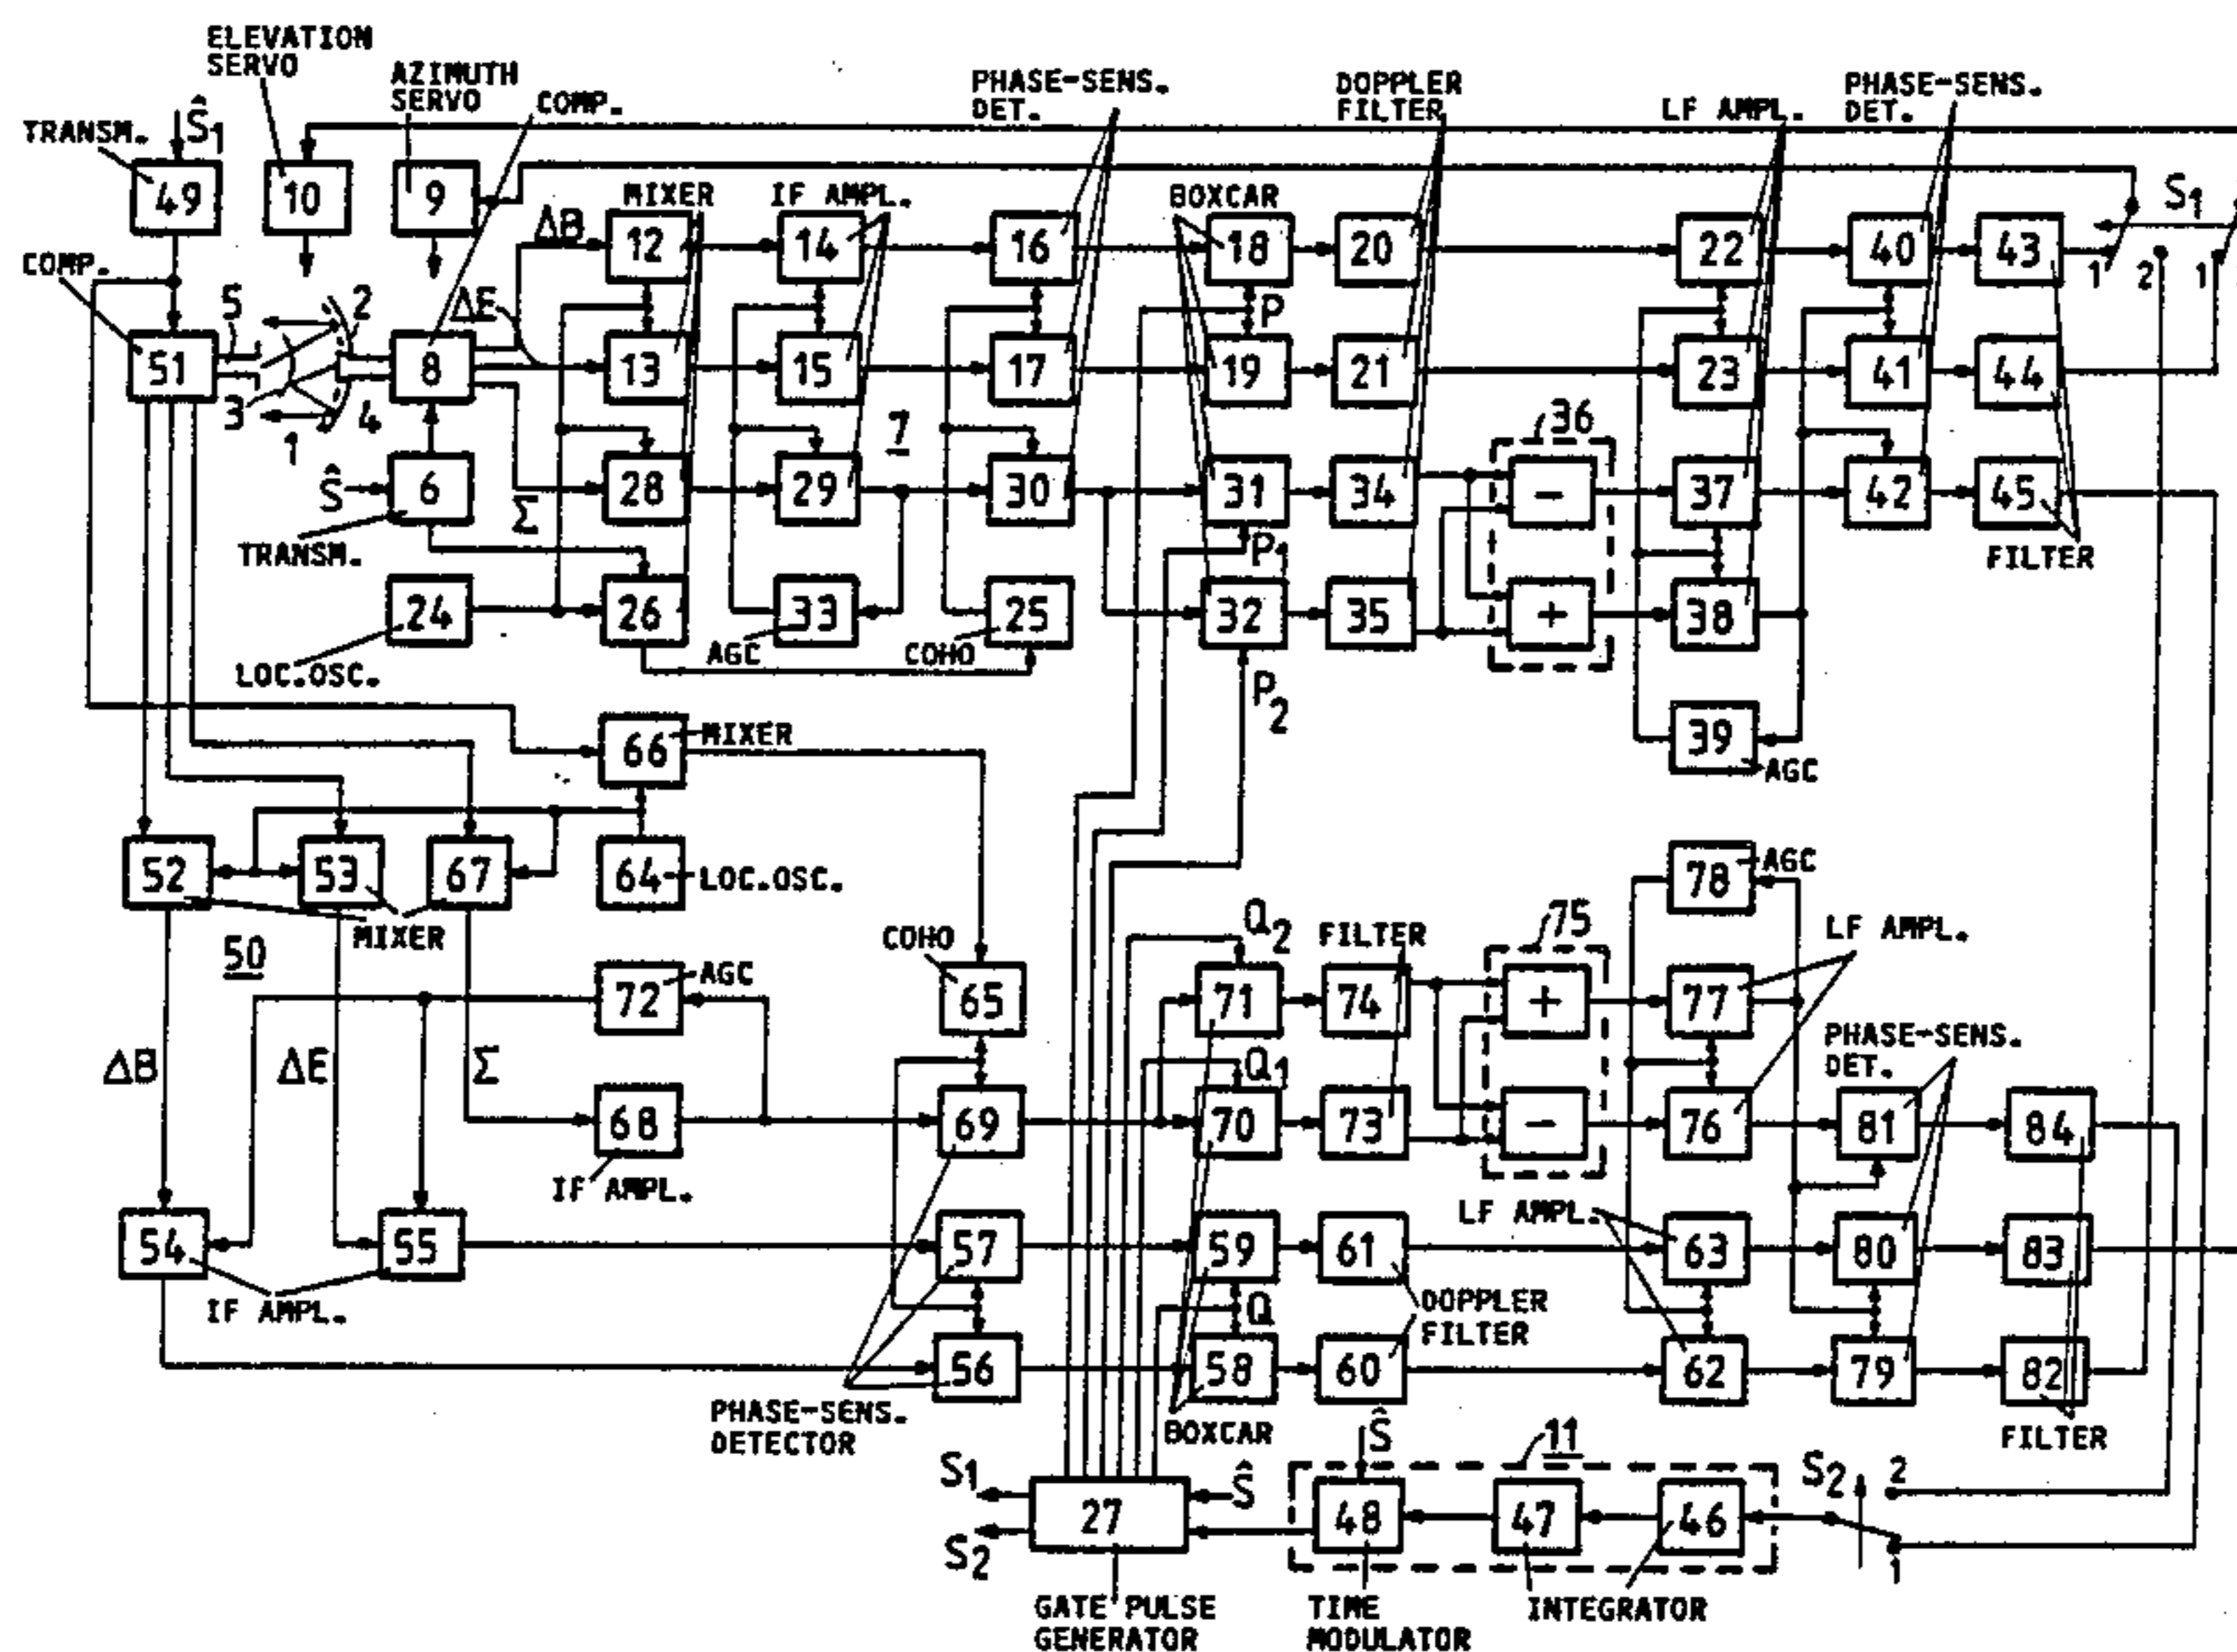 ELEVATION
SERVO
AZIMUTH
SERVO
COMP.
PHASE-SENS.
DET.
DOPPLER
FILTER
LF AMPL.
PHASE-SENS.
DET.
TRANSM.
Ŝ1
49
10
9
MIXER
IF AMPL.
BOXCAR
S1
ΔB
12
14
16
18
20
22
40
43
1
2
1
COMP.
5
2
ΔE
P
51
8
13
15
17
19
21
23
41
44
3
1
4
7
36
Ŝ
6
Σ
28
29
30
31
34
-
37
42
45
TRANSM.
P1
FILTER
24
26
33
25
32
35
+
38
LOC.OSC.
AGC
COHO
P2
66
MIXER
39
AGC
52
53
67
64
LOC.OSC.
78
AGC
MIXER
50
COHO
Q2
FILTER
75
LF AMPL.
72
AGC
65
71
74
+
77
ΔB
ΔE
Σ
Q1
PHASE-SENS.
DET.
68
69
70
73
-
76
81
84
IF AMPL.
LF AMPL.
54
55
57
59
61
63
80
83
IF AMPL.
Q
DOPPLER
FILTER
56
58
60
62
79
82
PHASE-SENS.
DETECTOR
BOXCAR
FILTER
S1
Ŝ
Ŝ
11
S2
2
27
48
47
46
S2
1
GATE PULSE
GENERATOR
TIME
MODULATOR
INTEGRATOR